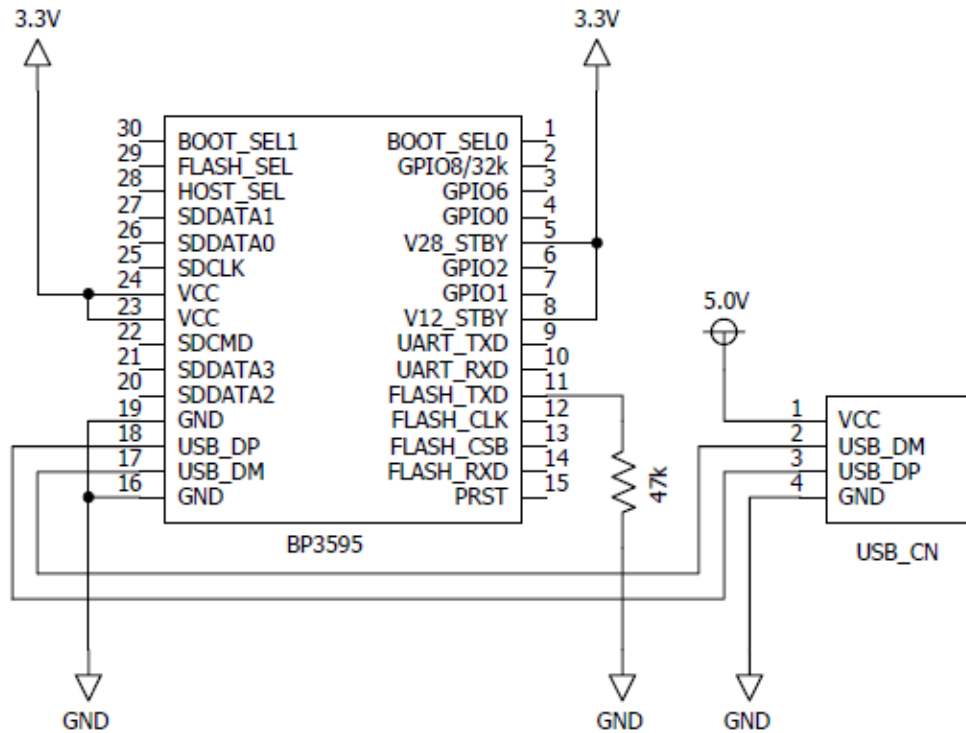 3.3V
3.3V
30 BOOT_SEL1 BOOT_SEL0 1
29 FLASH_SEL GPIO8/32k 2
28 HOST_SEL GPIO6 3
27 SDDATA1 GPIO0 4
26 SDDATA0 V28_STBY 5
25 SDCLK GPIO2 6
24 VCC GPIO1 7
23 VCC V12_STBY 8
22 SDCMD UART_TXD 9
21 SDDATA3 UART_RXD 10
20 SDDATA2 FLASH_TXD 11
19 GND FLASH_CLK 12
18 USB_DP FLASH_CSB 13
17 USB_DM FLASH_RXD 14
16 GND PRST 15
BP3595
47k
5.0V
1 VCC
2 USB_DM
3 USB_DP
4 GND
USB_CN
GND
GND
GND